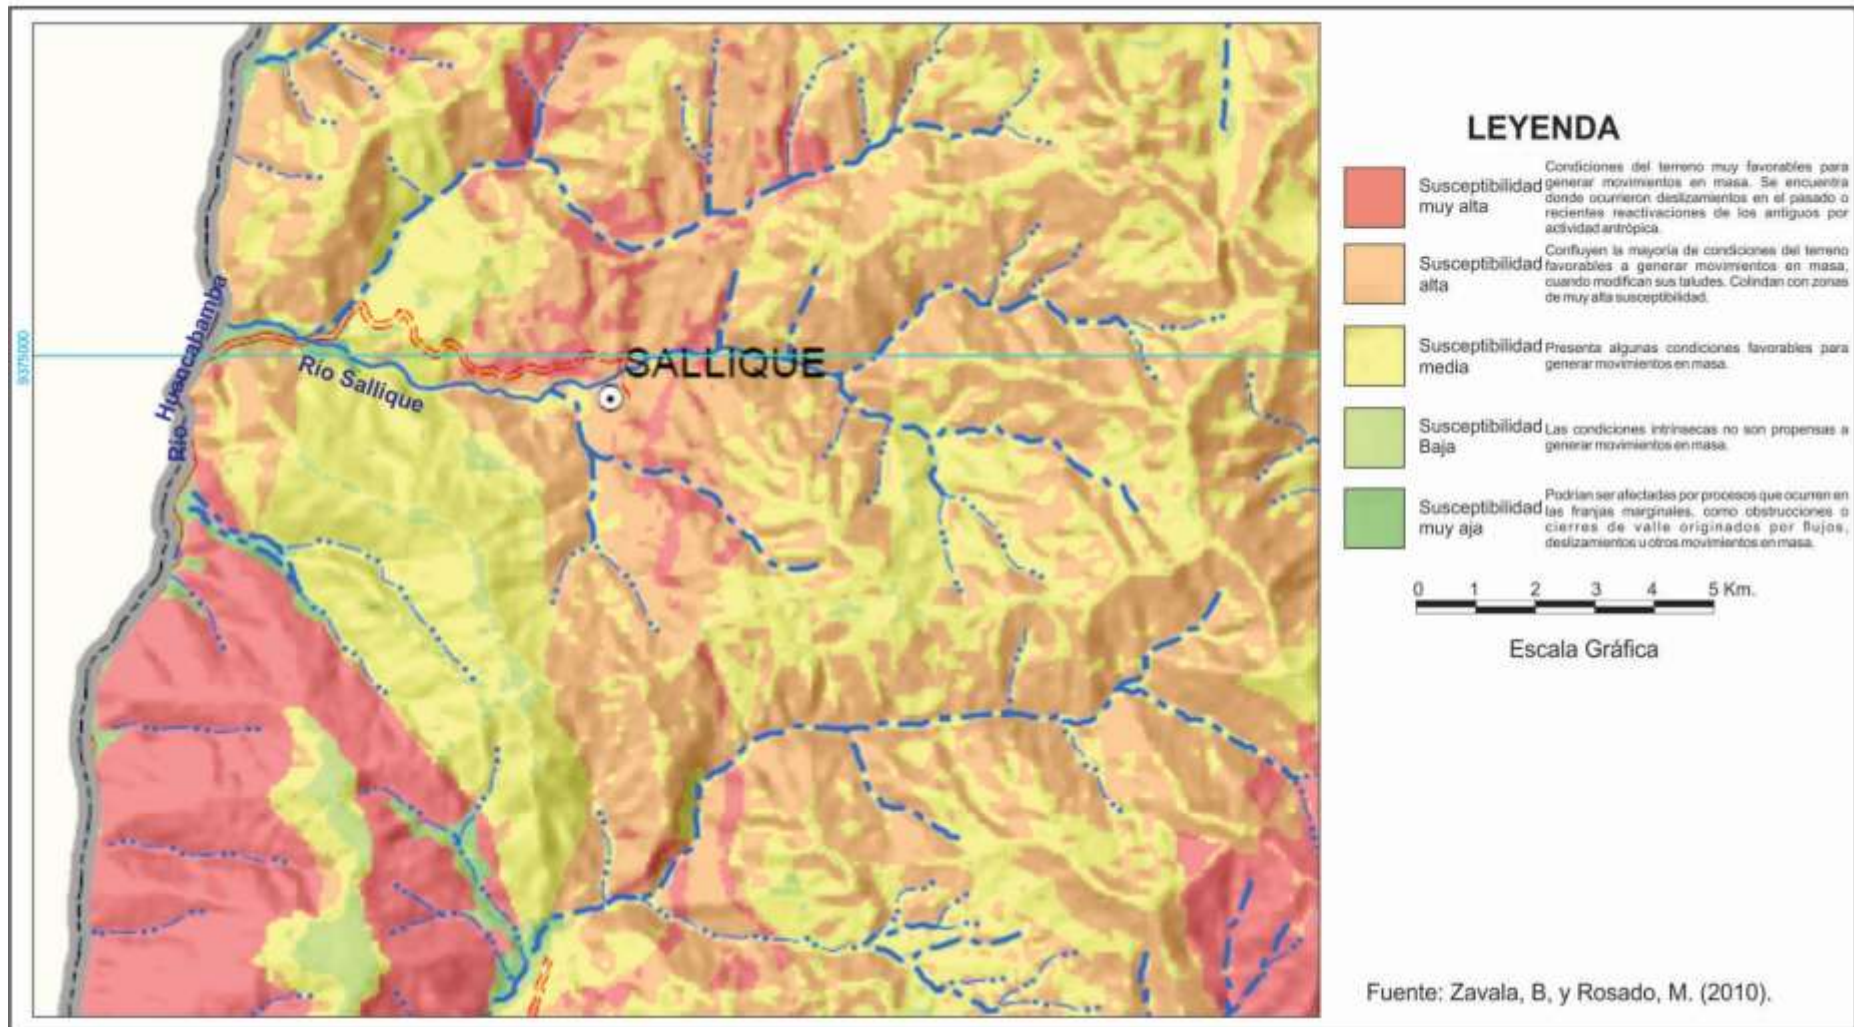 9375000
Río Huancabamba
Río Sallique
SALLIQUE
LEYENDA
Susceptibilidad
muy alta
Condiciones del terreno muy favorables para
generar movimientos en masa. Se encuentra
donde ocurrieron deslizamientos en el pasado o
recientes reactivaciones de los antiguos por
actividad antrópica.
Susceptibilidad
alta
Confluyen la mayoría de condiciones del terreno
favorables a generar movimientos en masa,
cuando modifican sus taludes. Colindan con zonas
de muy alta susceptibilidad.
Susceptibilidad
media
Presenta algunas condiciones favorables para
generar movimientos en masa.
Susceptibilidad
Baja
Las condiciones intrínsecas no son propensas a
generar movimientos en masa.
Susceptibilidad
muy aja
Podrían ser afectadas por procesos que ocurren en
las franjas marginales, como obstrucciones o
cierres de valle originados por flujos,
deslizamientos u otros movimientos en masa.
0 1 2 3 4 5 Km.
Escala Gráfica
Fuente: Zavala, B, y Rosado, M. (2010).